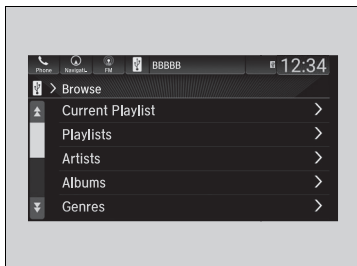 Phone Navigati.. FM BBBBB 12:34
> Browse
Current Playlist >
Playlists >
Artists >
Albums >
Genres >